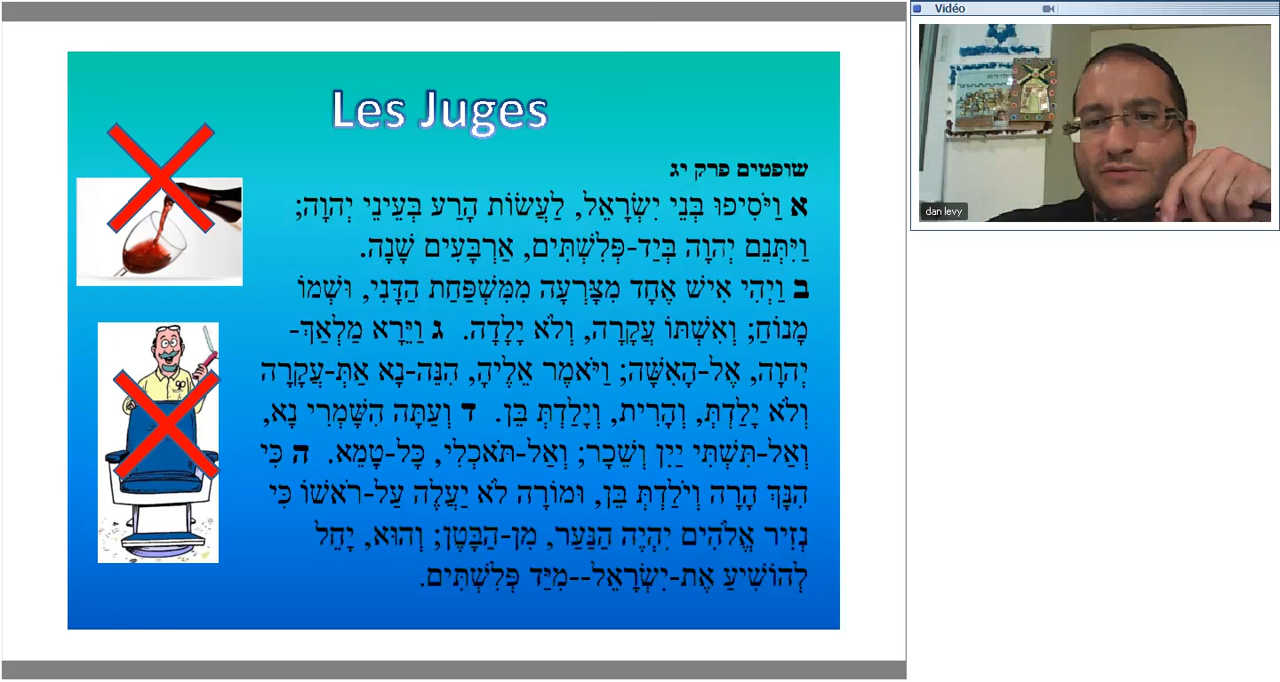 Les Juges
שופטים פרק יג
א וַיֹּסִיפוּ בְּנֵי יִשְׂרָאֵל, לַעֲשׂוֹת הָרַע בְּעֵינֵי יְהוָה;
וַיִּתְּנֵם יְהוָה בְּיַד-פְּלִשְׁתִּים, אַרְבָּעִים שָׁנָה.
ב וַיְהִי אִישׁ אֶחָד מִצָּרְעָה מִמִּשְׁפַּחַת הַדָּנִי, וּשְׁמוֹ
מָנוֹחַ; וְאִשְׁתּוֹ עֲקָרָה, וְלֹא יָלָדָה. ג וַיֵּרָא מַלְאַךְ-
יְהוָה, אֶל-הָאִשָּׁה; וַיֹּאמֶר אֵלֶיהָ, הִנֵּה-נָא אַתְּ-עֲקָרָה
וְלֹא יָלַדְתְּ, וְהָרִית, וְיָלַדְתְּ בֵּן. ד וְעַתָּה הִשָּׁמְרִי נָא,
וְאַל-תִּשְׁתִּי יַיִן וְשֵׁכָר; וְאַל-תֹּאכְלִי, כָּל-טָמֵא. ה כִּי
הִנָּךְ הָרָה וְיֹלַדְתְּ בֵּן, וּמוֹרָה לֹא יַעֲלֶה עַל-רֹאשׁוֹ כִּי
נְזִיר אֱלֹהִים יִהְיֶה הַנַּעַר, מִן-הַבָּטֶן; וְהוּא, יָחֵל
לְהוֹשִׁיעַ אֶת-יִשְׂרָאֵל--מִיַּד פְּלִשְׁתִּים.
Vidéo
dan levy